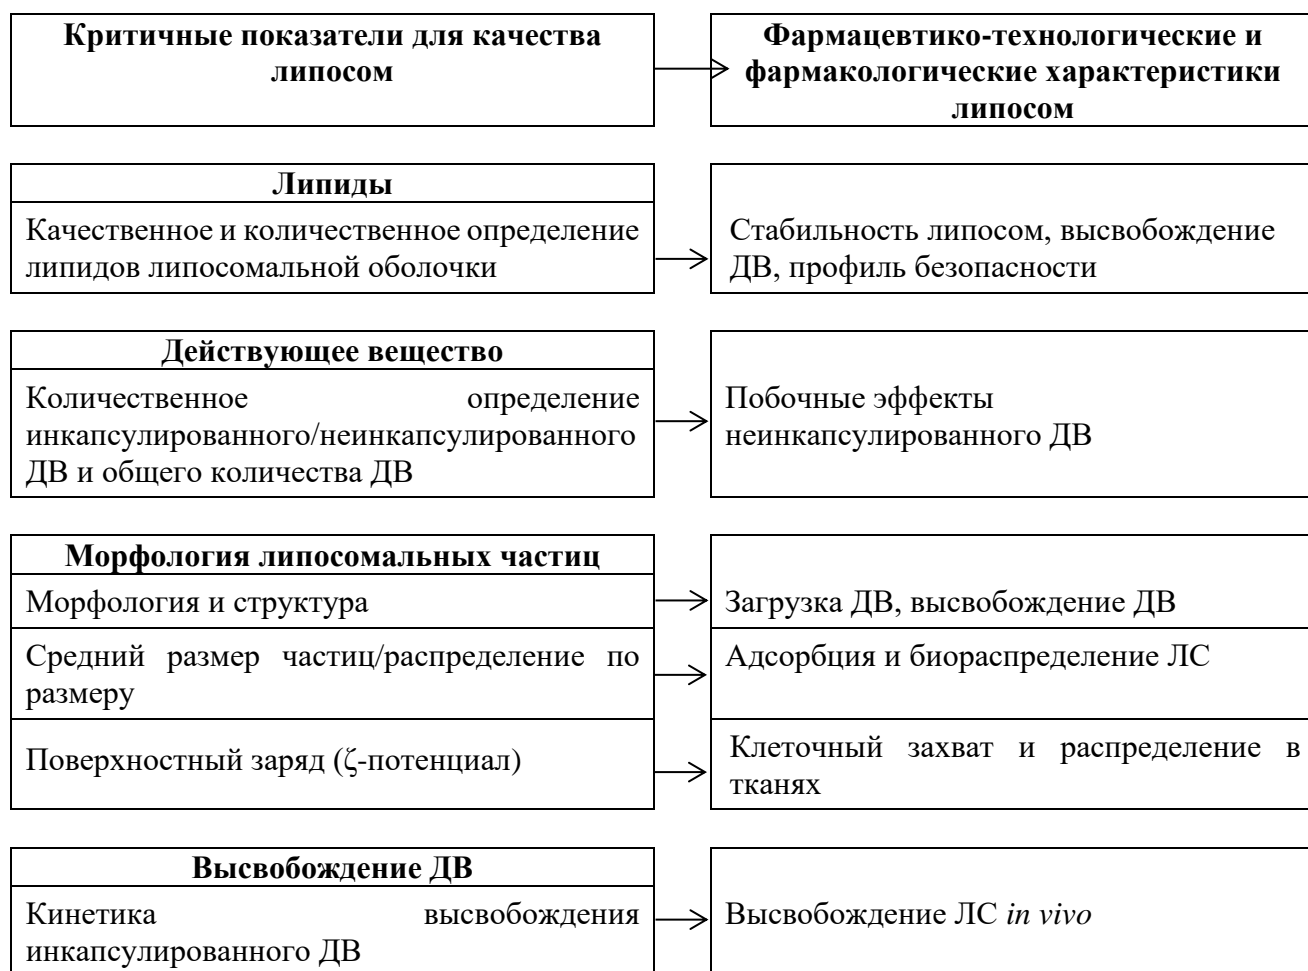 Критичные показатели для качества
липосом
Фармацевтико-технологические и
фармакологические характеристики
липосом
Липиды
Качественное и количественное определение
липидов липосомальной оболочки
Стабильность липосом, высвобождение
ДВ, профиль безопасности
Действующее вещество
Количественное определение
инкапсулированного/неинкапсулированного
ДВ и общего количества ДВ
Побочные эффекты
неинкапсулированного ДВ
Морфология липосомальных частиц
Морфология и структура
Загрузка ДВ, высвобождение ДВ
Средний размер частиц/распределение по
размеру
Адсорбция и биораспределение ЛС
Поверхностный заряд (ζ-потенциал)
Клеточный захват и распределение в
тканях
Высвобождение ДВ
Кинетика высвобождения
инкапсулированного ДВ
Высвобождение ЛС in vivo